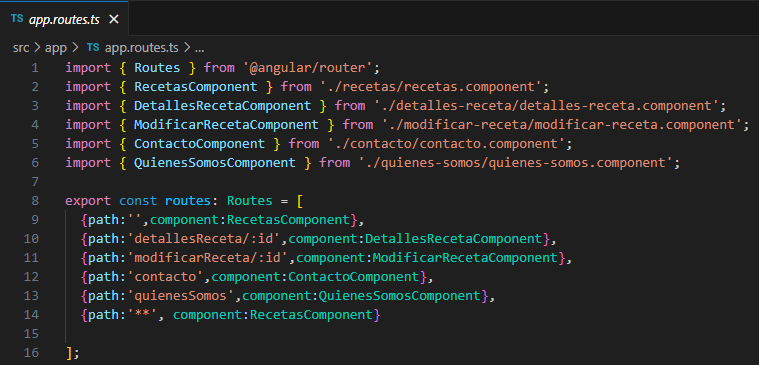 TS app.routes.ts ×
src > app > TS app.routes.ts > ...
1 import { Routes } from '@angular/router';
2 import { RecetasComponent } from './recetas/recetas.component';
3 import { DetallesRecetaComponent } from './detalles-receta/detalles-receta.component';
4 import { ModificarRecetaComponent } from './modificar-receta/modificar-receta.component';
5 import { ContactoComponent } from './contacto/contacto.component';
6 import { QuienesSomosComponent } from './quienes-somos/quienes-somos.component';
7
8 export const routes: Routes = [
9 {path:'',component:RecetasComponent},
10 {path:'detallesReceta/:id',component:DetallesRecetaComponent},
11 {path:'modificarReceta/:id',component:ModificarRecetaComponent},
12 {path:'contacto',component:ContactoComponent},
13 {path:'quienesSomos',component:QuienesSomosComponent},
14 {path:'**', component:RecetasComponent}
15
16 ];